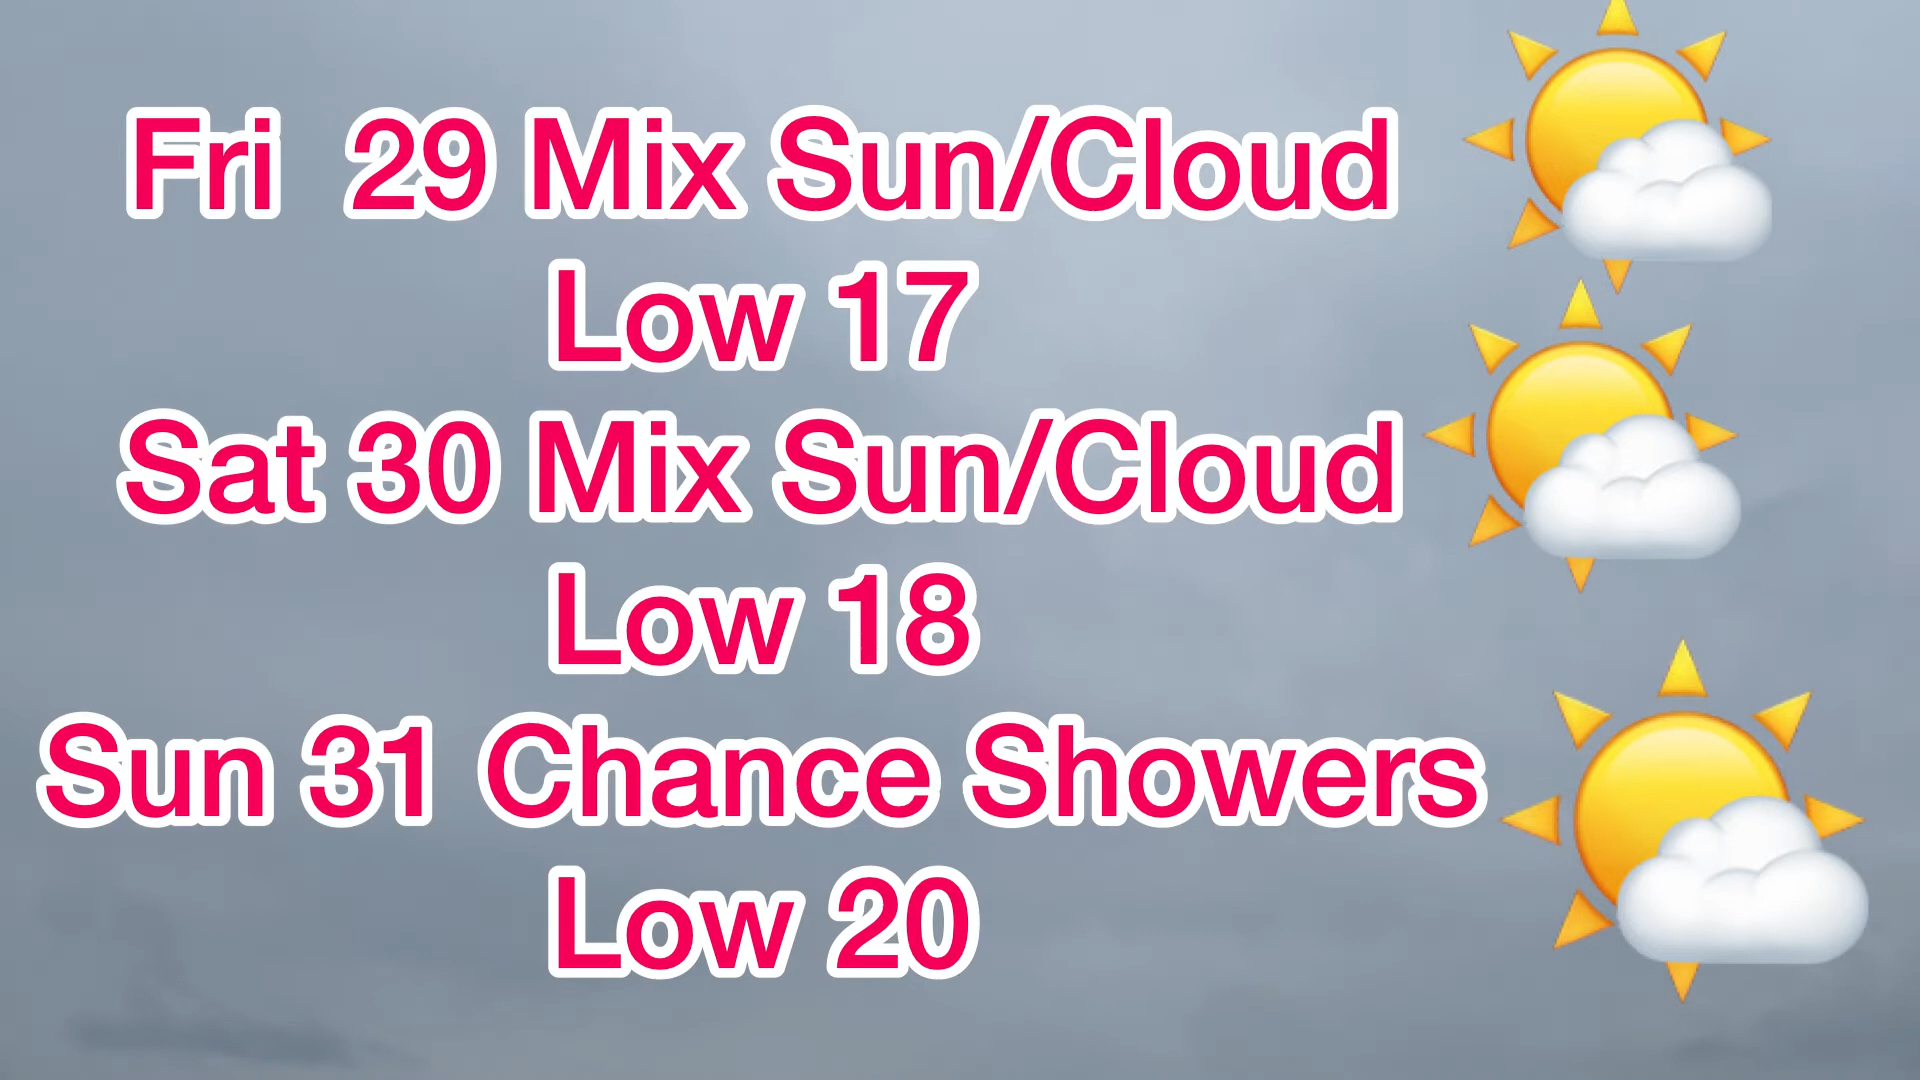 Fri 29 Mix Sun/Cloud
Low 17
Sat 30 Mix Sun/Cloud
Low 18
Sun 31 Chance Showers
Low 20